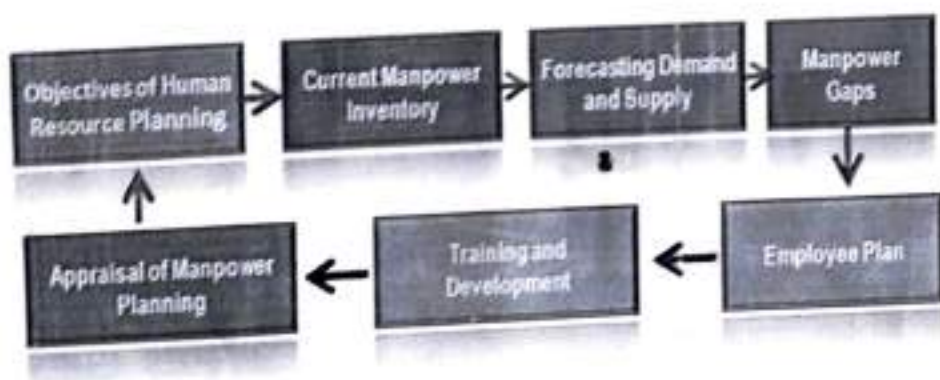 Objectives of Human
Resource Planning
Current Manpower
Inventory
Forecasting Demand
and Supply
Manpower
Gaps
Employee Plan
Training and
Development
Appraisal of Manpower
Planning